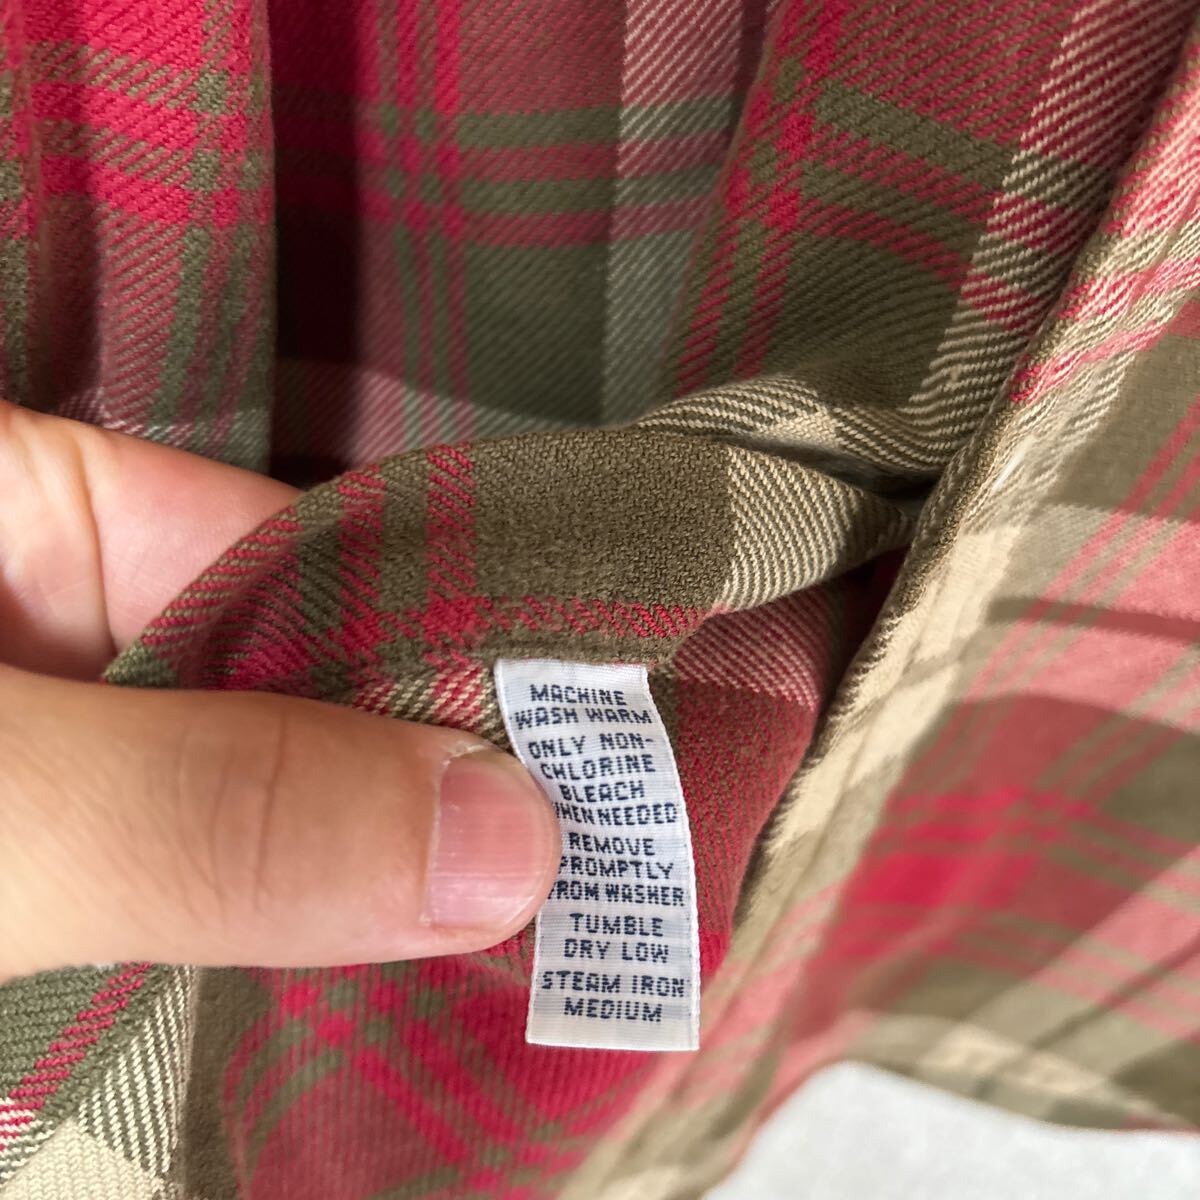 MACHINE
WASH WARM
ONLY NON-
CHLORINE
BLEACH
WHEN NEEDED
REMOVE
PROMPTLY
FROM WASHER
TUMBLE
DRY LOW
STEAM IRON
MEDIUM